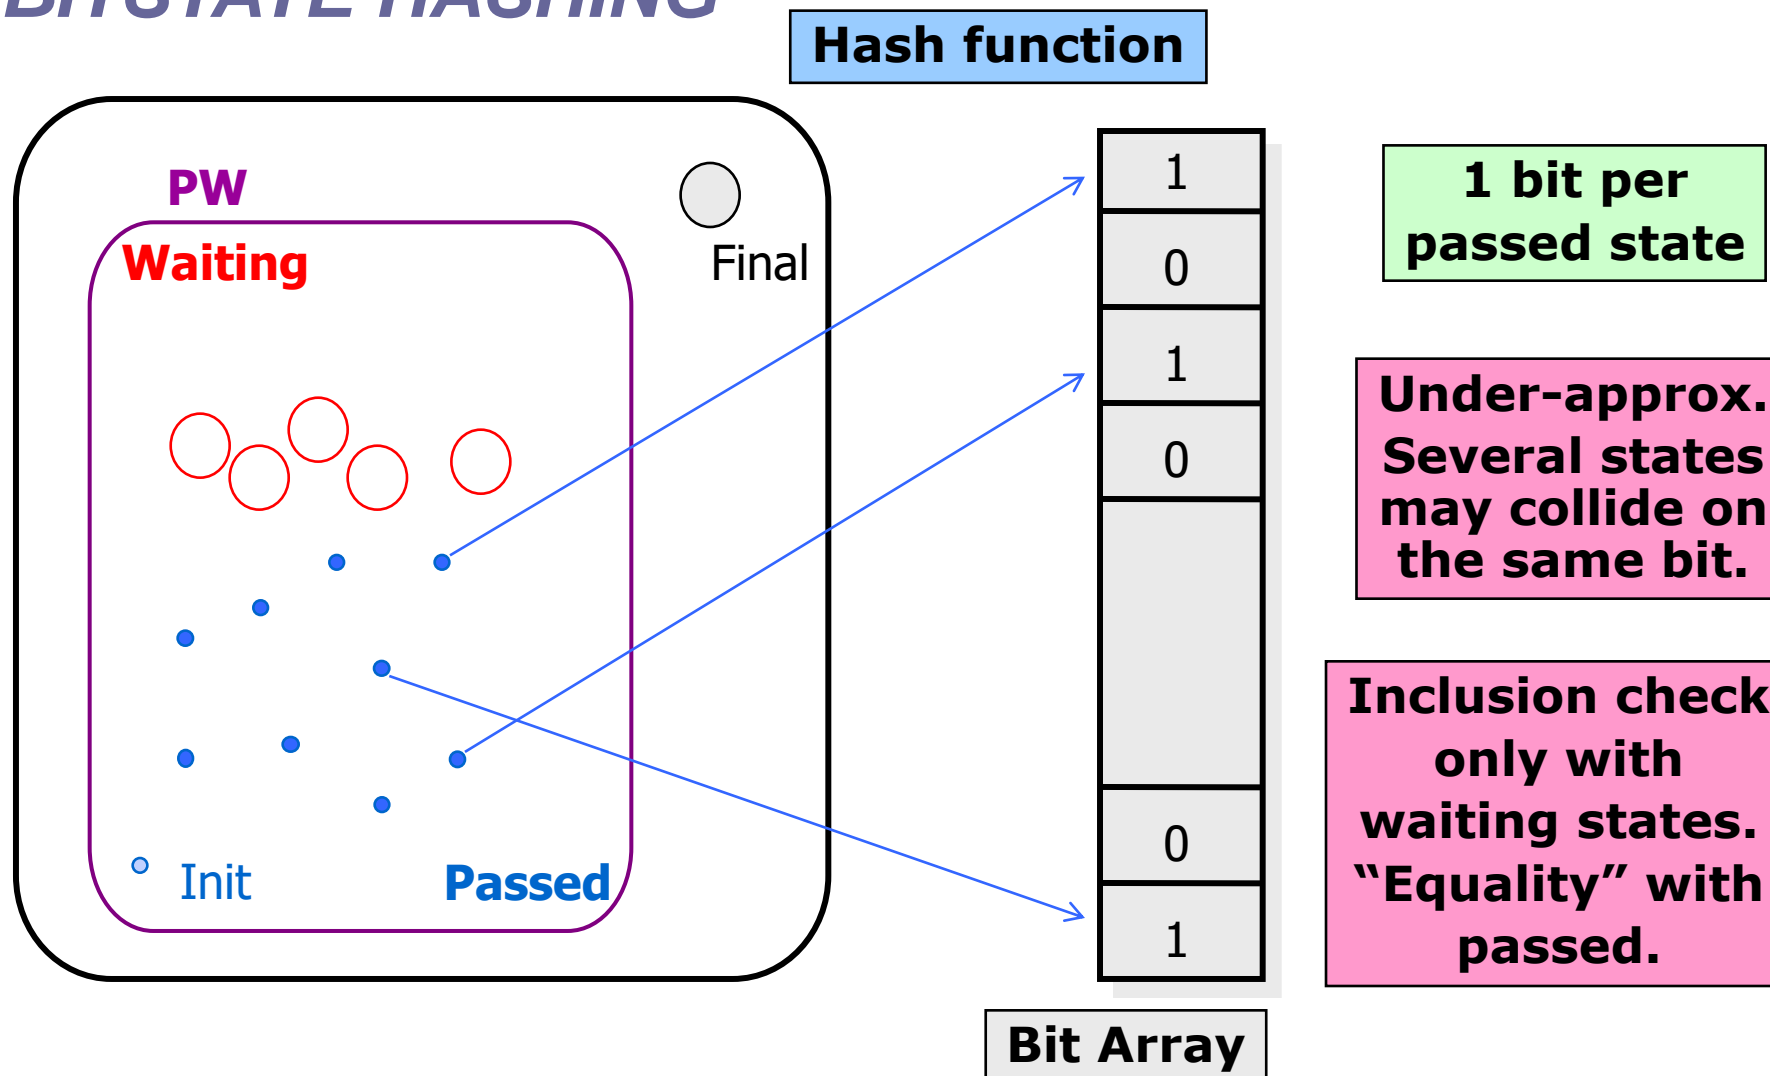 BITSTATE HASHING
Hash function
PW
Waiting
Final
Init
Passed
1
0
1
0
0
1
Bit Array
1 bit per
passed state
Under-approx.
Several states
may collide on
the same bit.
Inclusion check
only with
waiting states.
“Equality” with
passed.